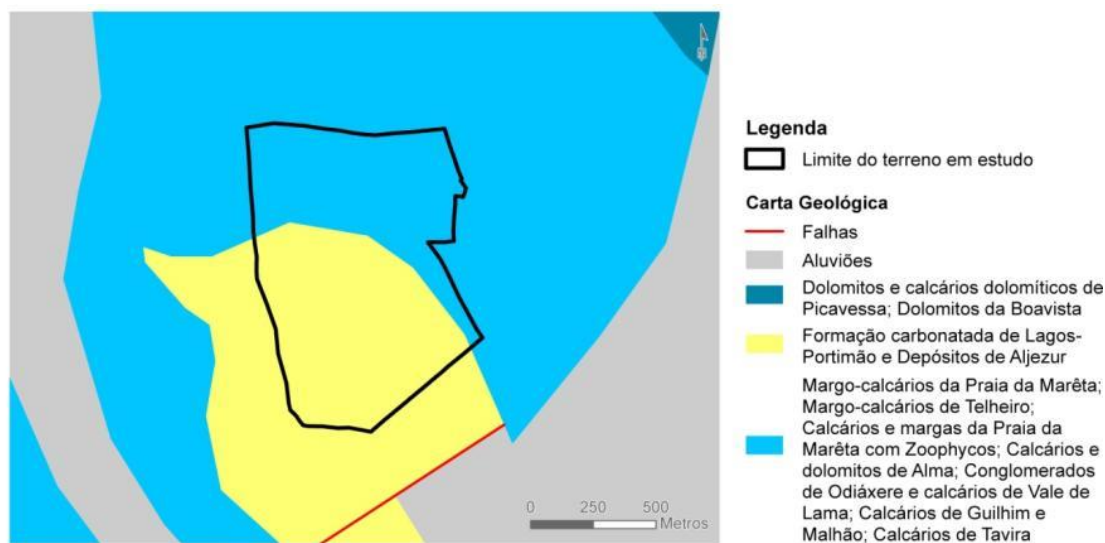 Legenda
Limite do terreno em estudo
Carta Geológica
Falhas
Aluviões
Dolomitos e calcários dolomíticos de
Picavessa; Dolomitos da Boavista
Formação carbonatada de Lagos-
Portimão e Depósitos de Aljezur
Margo-calcários da Praia da Marêta;
Margo-calcários de Telheiro;
Calcários e margas da Praia da
Marêta com Zoophycos; Calcários e
dolomitos de Alma; Conglomerados
de Odiáxere e calcários de Vale de
Lama; Calcários de Guilhim e
Malhão; Calcários de Tavira
0 250 500
Metros